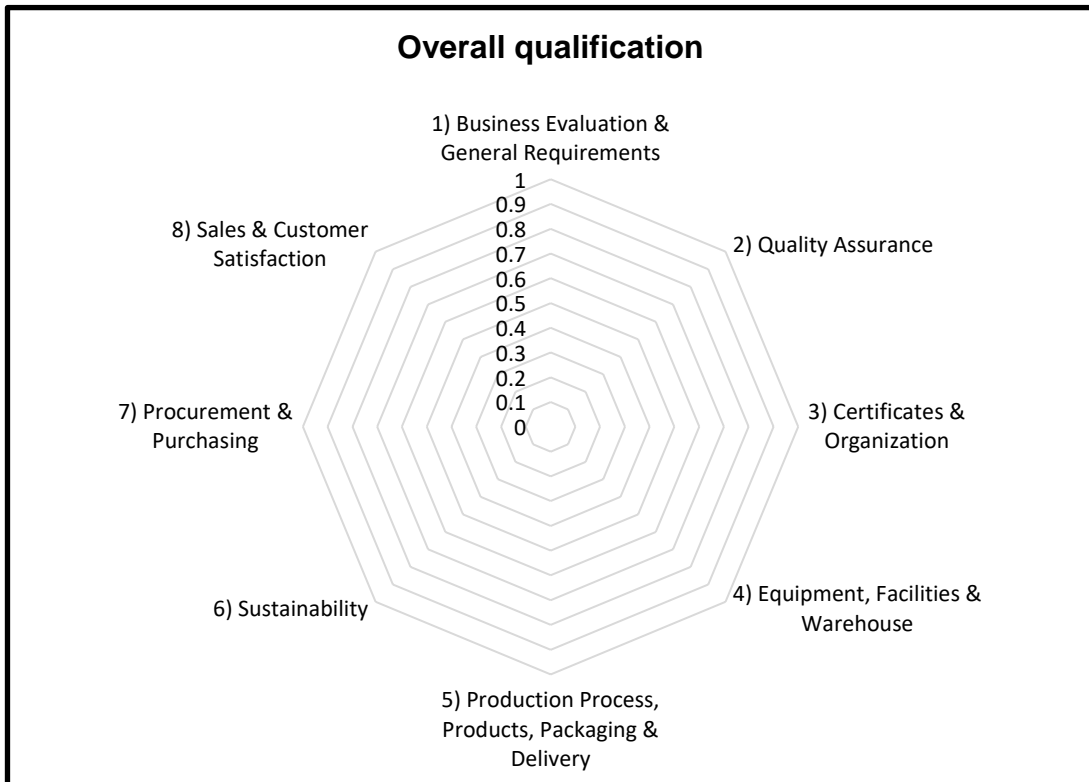 Overall qualification
1) Business Evaluation &
General Requirements
1
0.9
0.8
0.7
0.6
0.5
0.4
0.3
0.2
0.1
0
2) Quality Assurance
3) Certificates &
Organization
4) Equipment, Facilities &
Warehouse
5) Production Process,
Products, Packaging &
Delivery
6) Sustainability
7) Procurement &
Purchasing
8) Sales & Customer
Satisfaction